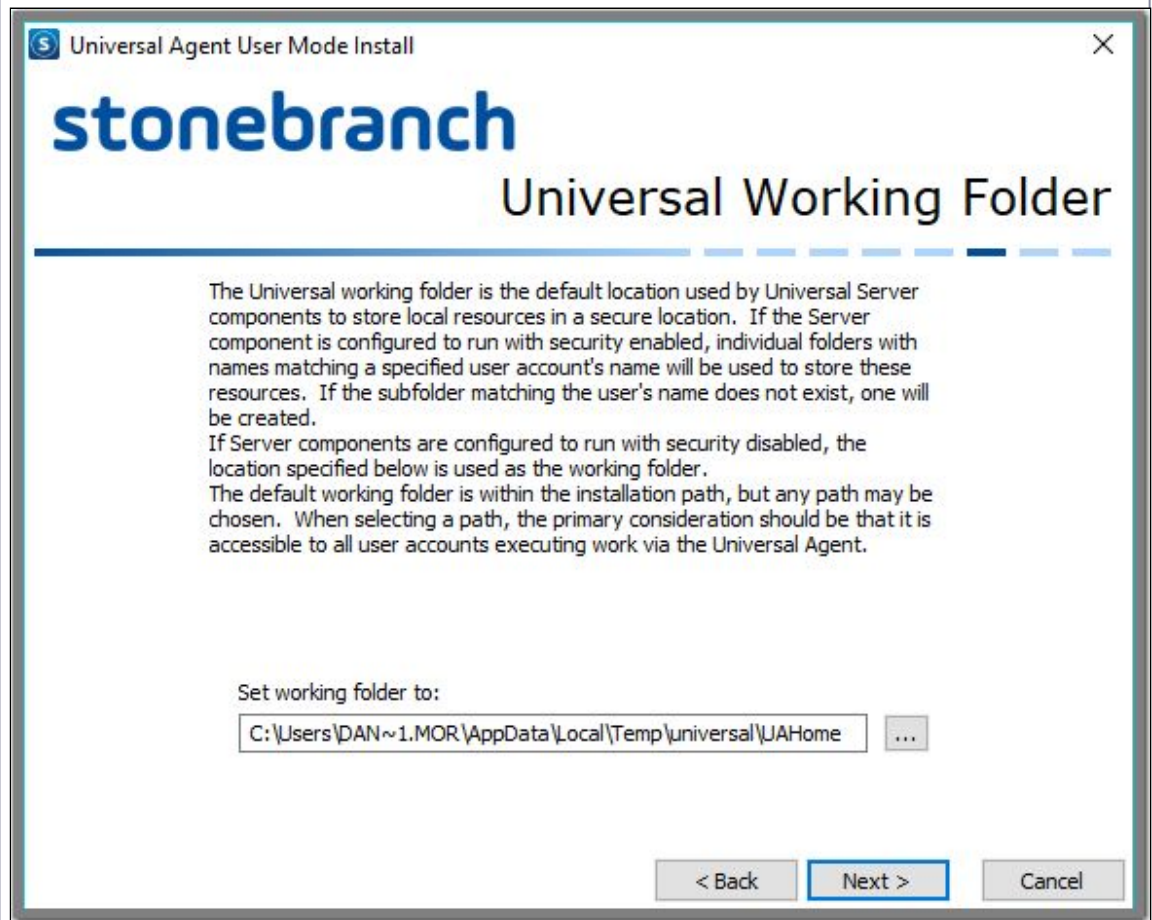 Universal Agent User Mode Install
stonebranch
Universal Working Folder
The Universal working folder is the default location used by Universal Server
components to store local resources in a secure location.  If the Server
component is configured to run with security enabled, individual folders with
names matching a specified user account's name will be used to store these
resources.  If the subfolder matching the user's name does not exist, one will
be created.
If Server components are configured to run with security disabled, the
location specified below is used as the working folder.
The default working folder is within the installation path, but any path may be
chosen.  When selecting a path, the primary consideration should be that it is
accessible to all user accounts executing work via the Universal Agent.
Set working folder to:
C:\Users\DAN~1.MOR\AppData\Local\Temp\universal\UAHome ...
< Back Next > Cancel